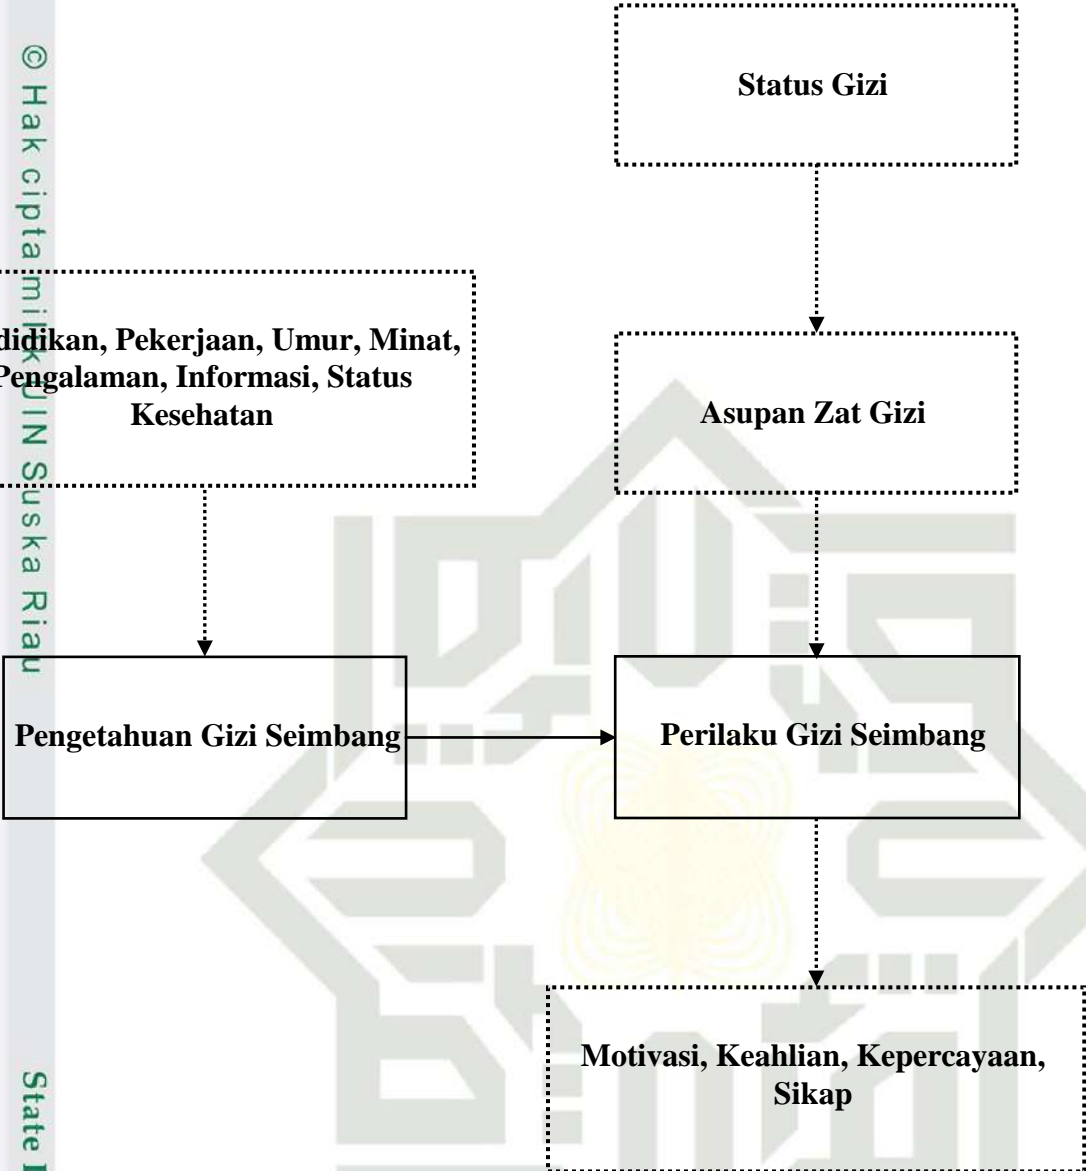 © Hak cipta milik UIN Suska Riau
Status Gizi
didikan, Pekerjaan, Umur, Minat,
Pengalaman, Informasi, Status
Kesehatan
Asupan Zat Gizi
Pengetahuan Gizi Seimbang
Perilaku Gizi Seimbang
Motivasi, Keahlian, Kepercayaan,
Sikap
State I